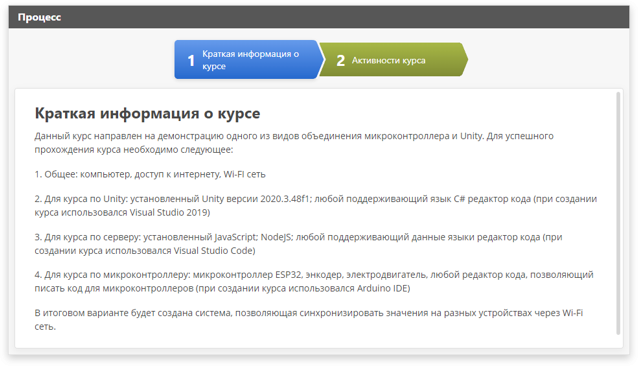 Процесс
1 Краткая информация о
курсе
2 Активности курса
Краткая информация о курсе
Данный курс направлен на демонстрацию одного из видов объединения микроконтроллера и Unity. Для успешного
прохождения курса необходимо следующее:
1. Общее: компьютер, доступ к интернету, Wi-FI сеть
2. Для курса по Unity: установленный Unity версии 2020.3.48f1; любой поддерживающий язык C# редактор кода (при создании
курса использовался Visual Studio 2019)
3. Для курса по серверу: установленный JavaScript; NodeJS; любой поддерживающий данные языки редактор кода (при
создании курса использовался Visual Studio Code)
4. Для курса по микроконтроллеру: микроконтроллер ESP32, энкодер, электродвигатель, любой редактор кода, позволяющий
писать код для микроконтроллеров (при создании курса использовался Arduino IDE)
В итоговом варианте будет создана система, позволяющая синхронизировать значения на разных устройствах через Wi-Fi
сеть.